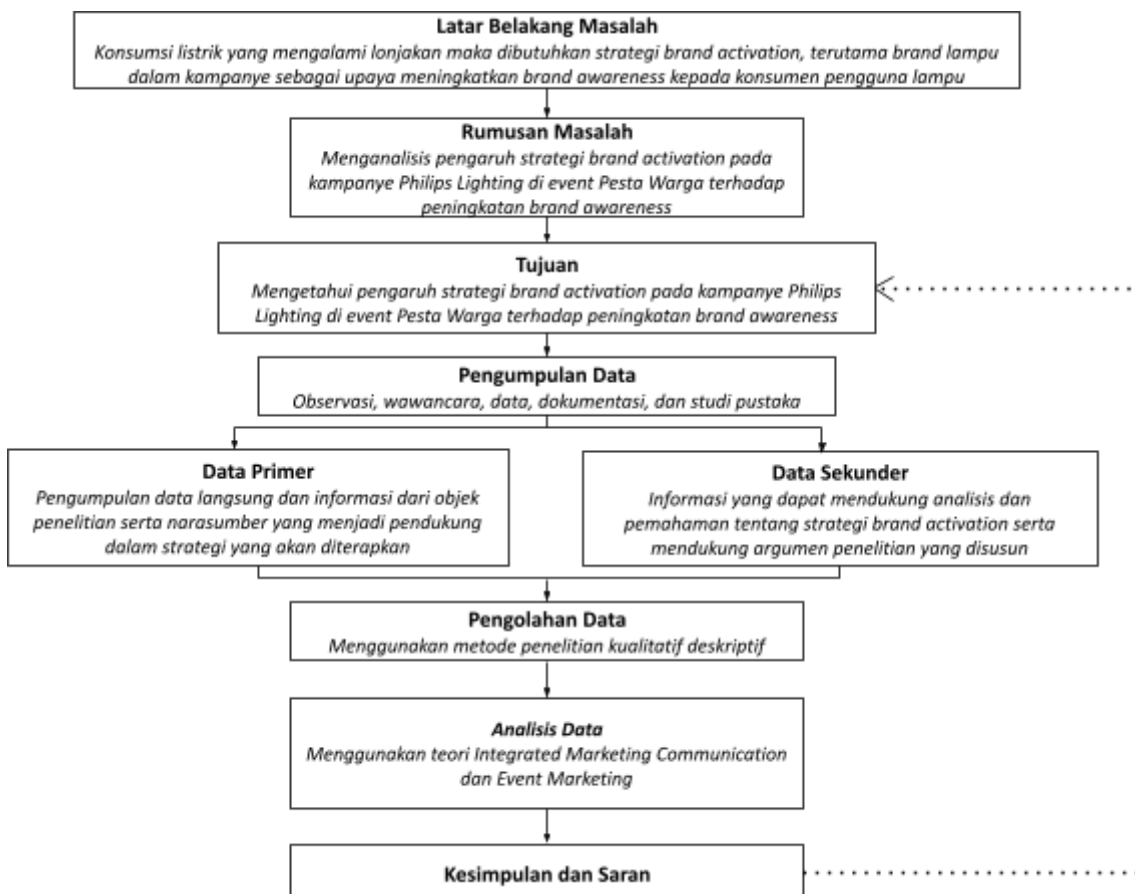 Latar Belakang Masalah
Konsumsi listrik yang mengalami lonjakan maka dibutuhkan strategi brand activation, terutama brand lampu
dalam kampanye sebagai upaya meningkatkan brand awareness kepada konsumen pengguna lampu
Rumusan Masalah
Menganalisis pengaruh strategi brand activation pada
kampanye Philips Lighting di event Pesta Warga terhadap
peningkatan brand awareness
Tujuan
Mengetahui pengaruh strategi brand activation pada kampanye Philips
Lighting di event Pesta Warga terhadap peningkatan brand awareness
Pengumpulan Data
Observasi, wawancara, data, dokumentasi, dan studi pustaka
Data Primer
Pengumpulan data langsung dan informasi dari objek
penelitian serta narasumber yang menjadi pendukung
dalam strategi yang akan diterapkan
Data Sekunder
Informasi yang dapat mendukung analisis dan
pemahaman tentang strategi brand activation serta
mendukung argumen penelitian yang disusun
Pengolahan Data
Menggunakan metode penelitian kualitatif deskriptif
Analisis Data
Menggunakan teori Integrated Marketing Communication
dan Event Marketing
Kesimpulan dan Saran